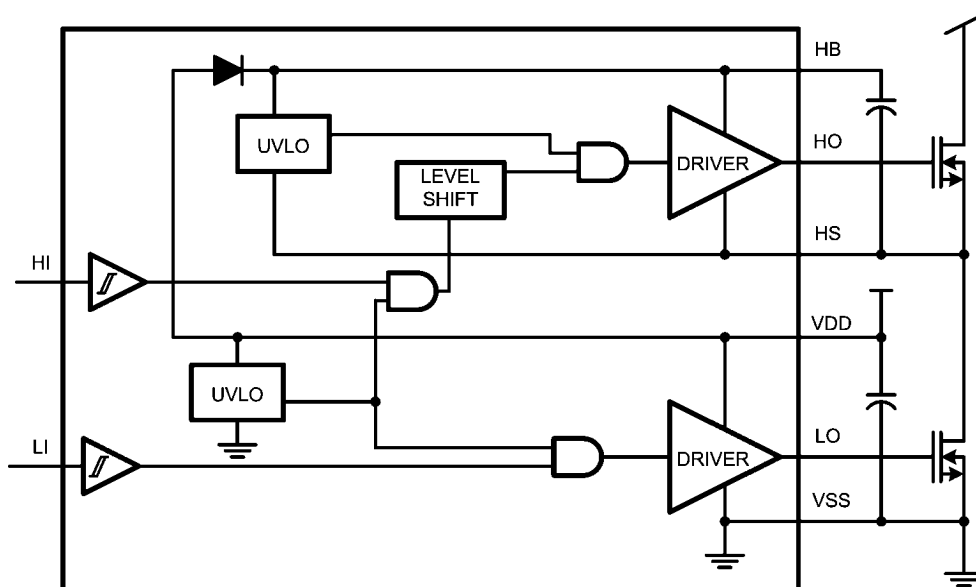 HB
UVLO
LEVEL
SHIFT
DRIVER
HO
HS
HI
VDD
UVLO
LI
DRIVER
LO
VSS